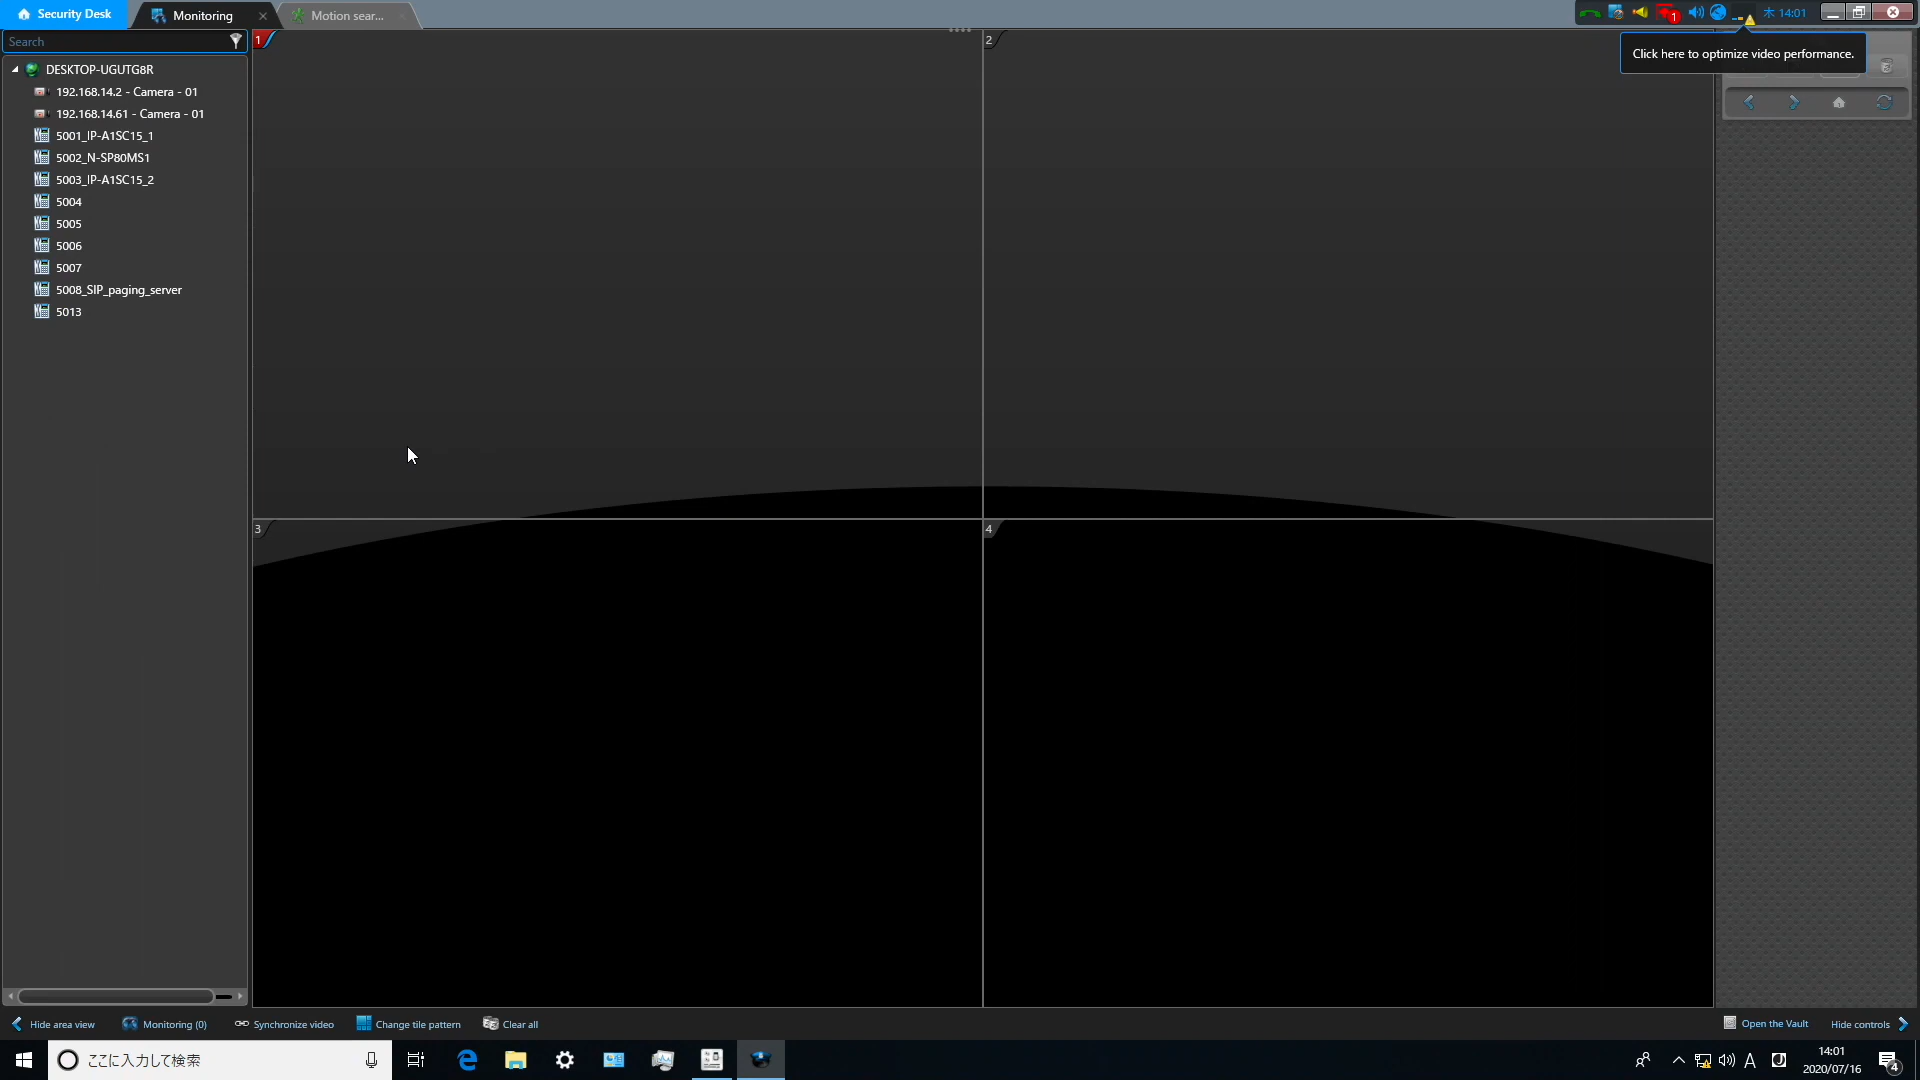 Security Desk
Monitoring
Motion sear...
1
木 14:01
Search
1
2
Click here to optimize video performance.
DESKTOP-UGUTG8R
192.168.14.2 - Camera - 01
192.168.14.61 - Camera - 01
5001_IP-A1SC15_1
5002_N-SP80MS1
5003_IP-A1SC15_2
5004
5005
5006
5007
5008_SIP_paging_server
5013
3
4
Hide area view
Monitoring (0)
Synchronize video
Change tile pattern
Clear all
Open the Vault
Hide controls
ここに入力して検索
A
J
14:01
2020/07/16
4